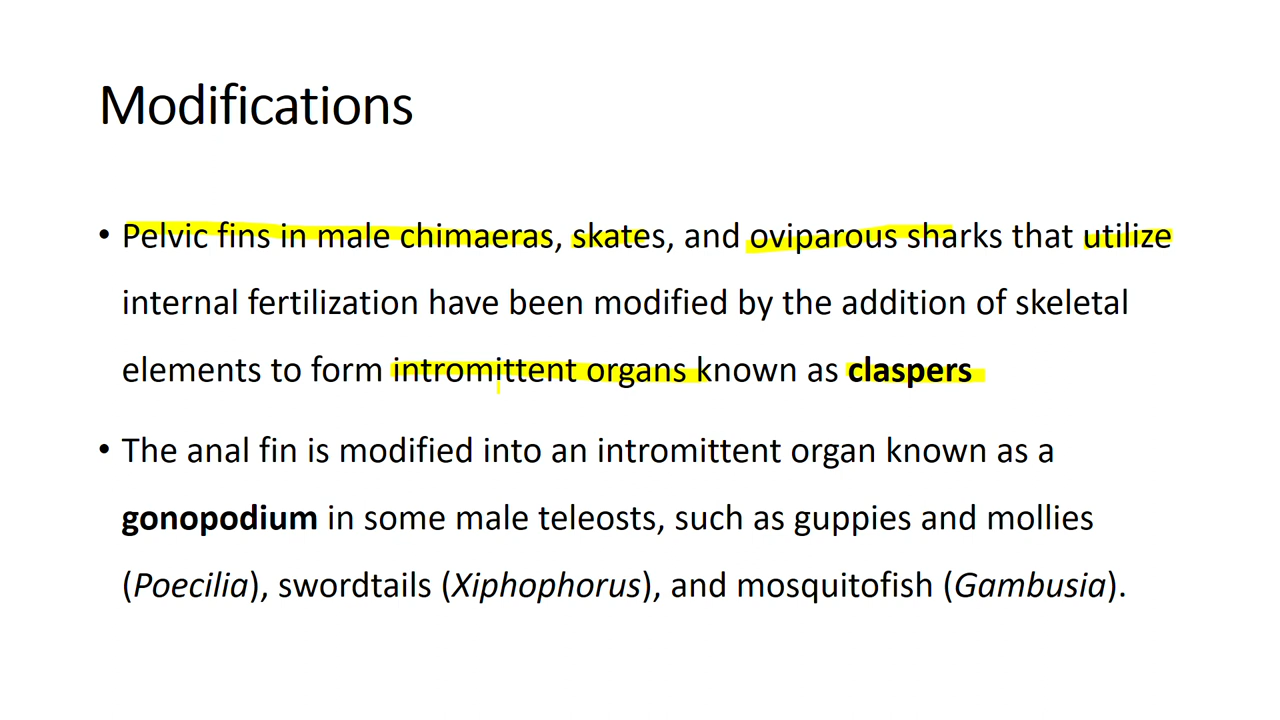 Modifications
• Pelvic fins in male chimaeras, skates, and oviparous sharks that utilize
internal fertilization have been modified by the addition of skeletal
elements to form intromittent organs known as claspers
• The anal fin is modified into an intromittent organ known as a
gonopodium in some male teleosts, such as guppies and mollies
(Poecilia), swordtails (Xiphophorus), and mosquitofish (Gambusia).